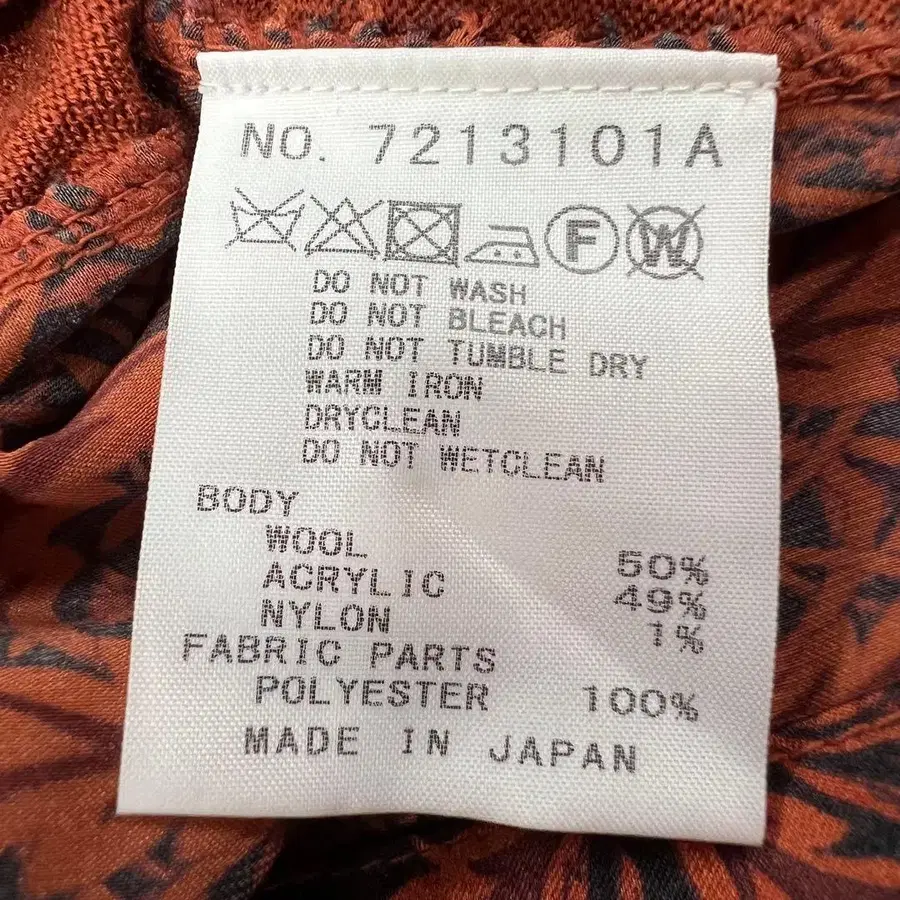 NO. 7213101A
F W
DO NOT WASH
DO NOT BLEACH
DO NOT TUMBLE DRY
WARM IRON
DRYCLEAN
DO NOT WETCLEAN
BODY
WOOL 50%
ACRYLIC 49%
NYLON 1%
FABRIC PARTS
POLYESTER 100%
MADE IN JAPAN